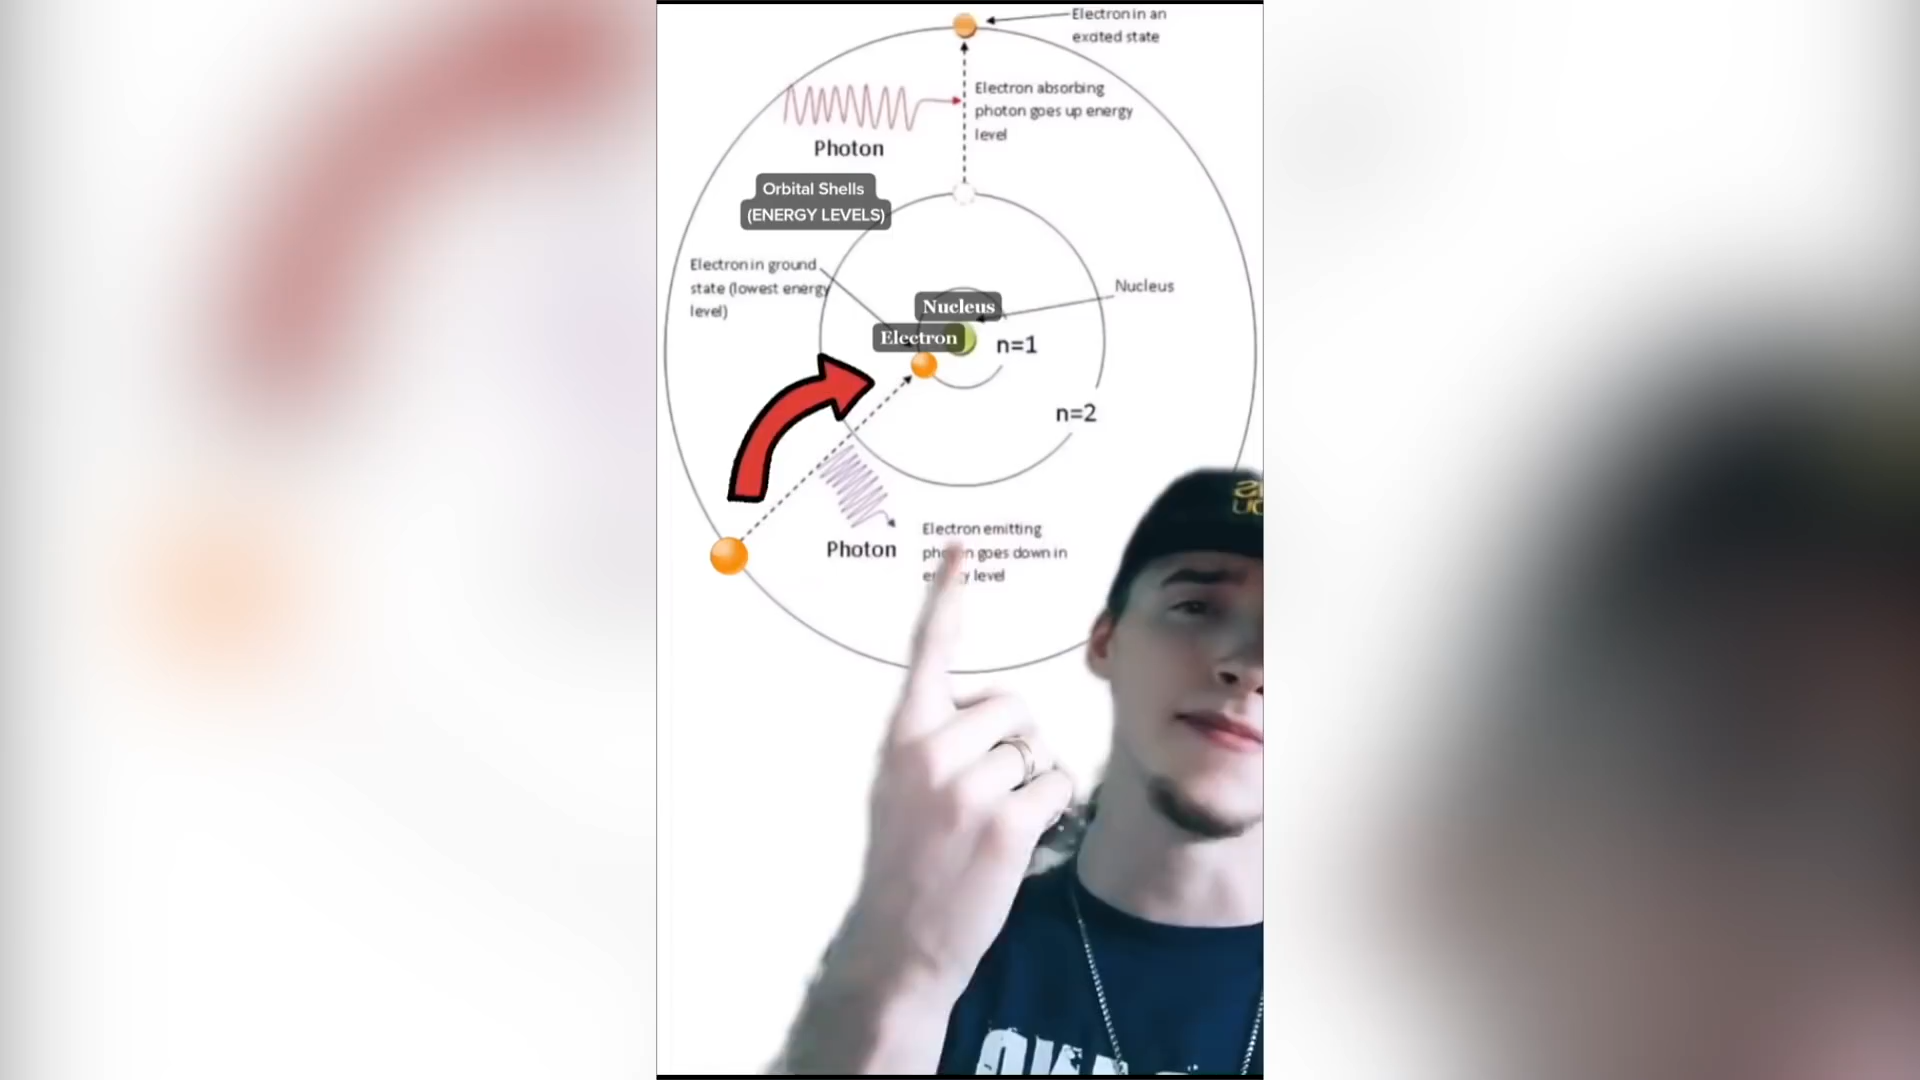 Electron in an
excited state
Electron absorbing
photon goes up energy
level
Photon
Orbital Shells
(ENERGY LEVELS)
Electron in ground
state (lowest energy
level)
Nucleus
Nucleus
Electron
n=1
n=2
Photon
Electron emitting
goes down in
level